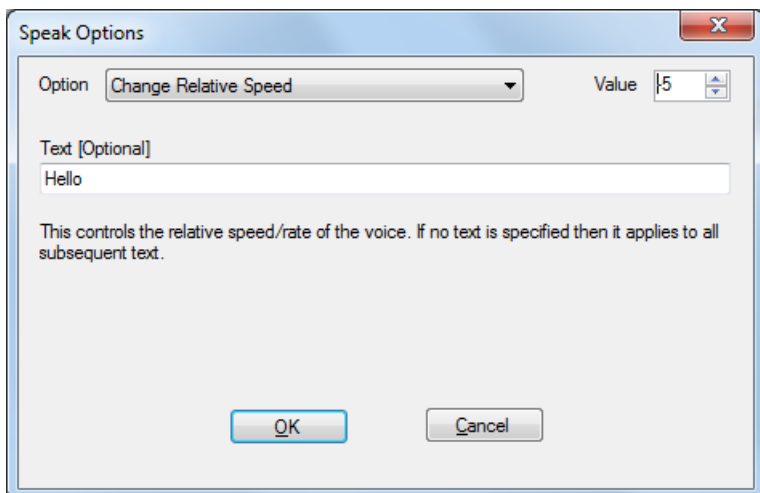 Speak Options
Option Change Relative Speed Value -5
Text [Optional]
Hello
This controls the relative speed/rate of the voice. If no text is specified then it applies to all
subsequent text.
OK Cancel